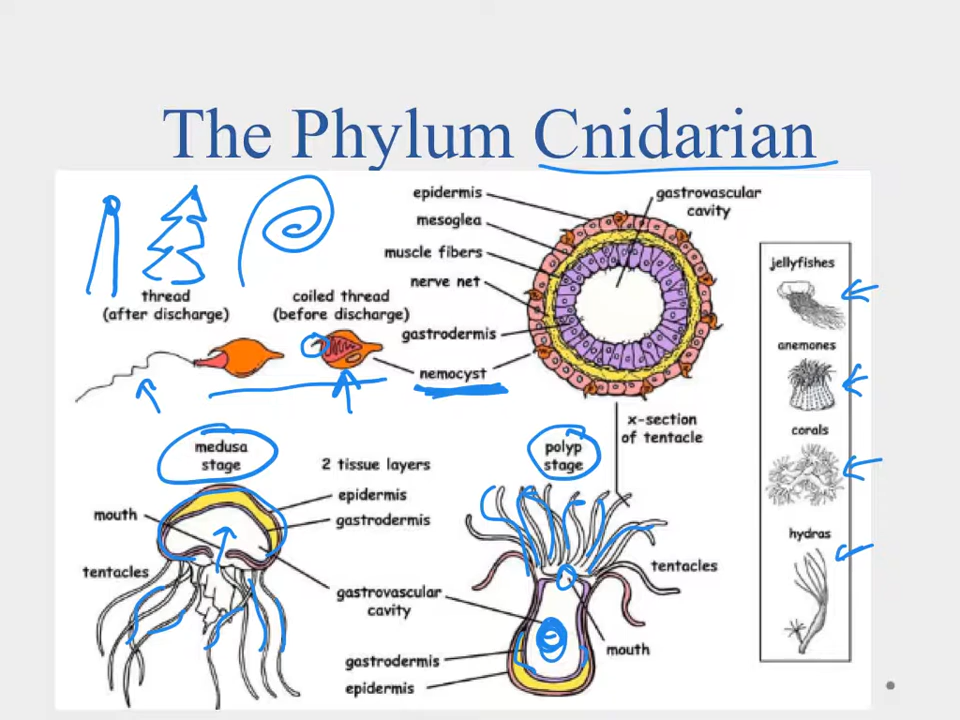 The Phylum Cnidarian
epidermis
mesoglea
muscle fibers
nerve net
gastrodermis
nemocyst
gastrovascular
cavity
thread
(after discharge)
coiled thread
(before discharge)
x-section
of tentacle
jellyfishes
anemones
corals
hydras
medusa
stage
2 tissue layers
epidermis
gastrodermis
mouth
tentacles
gastrovascular
cavity
gastrodermis
epidermis
polyp
stage
tentacles
mouth